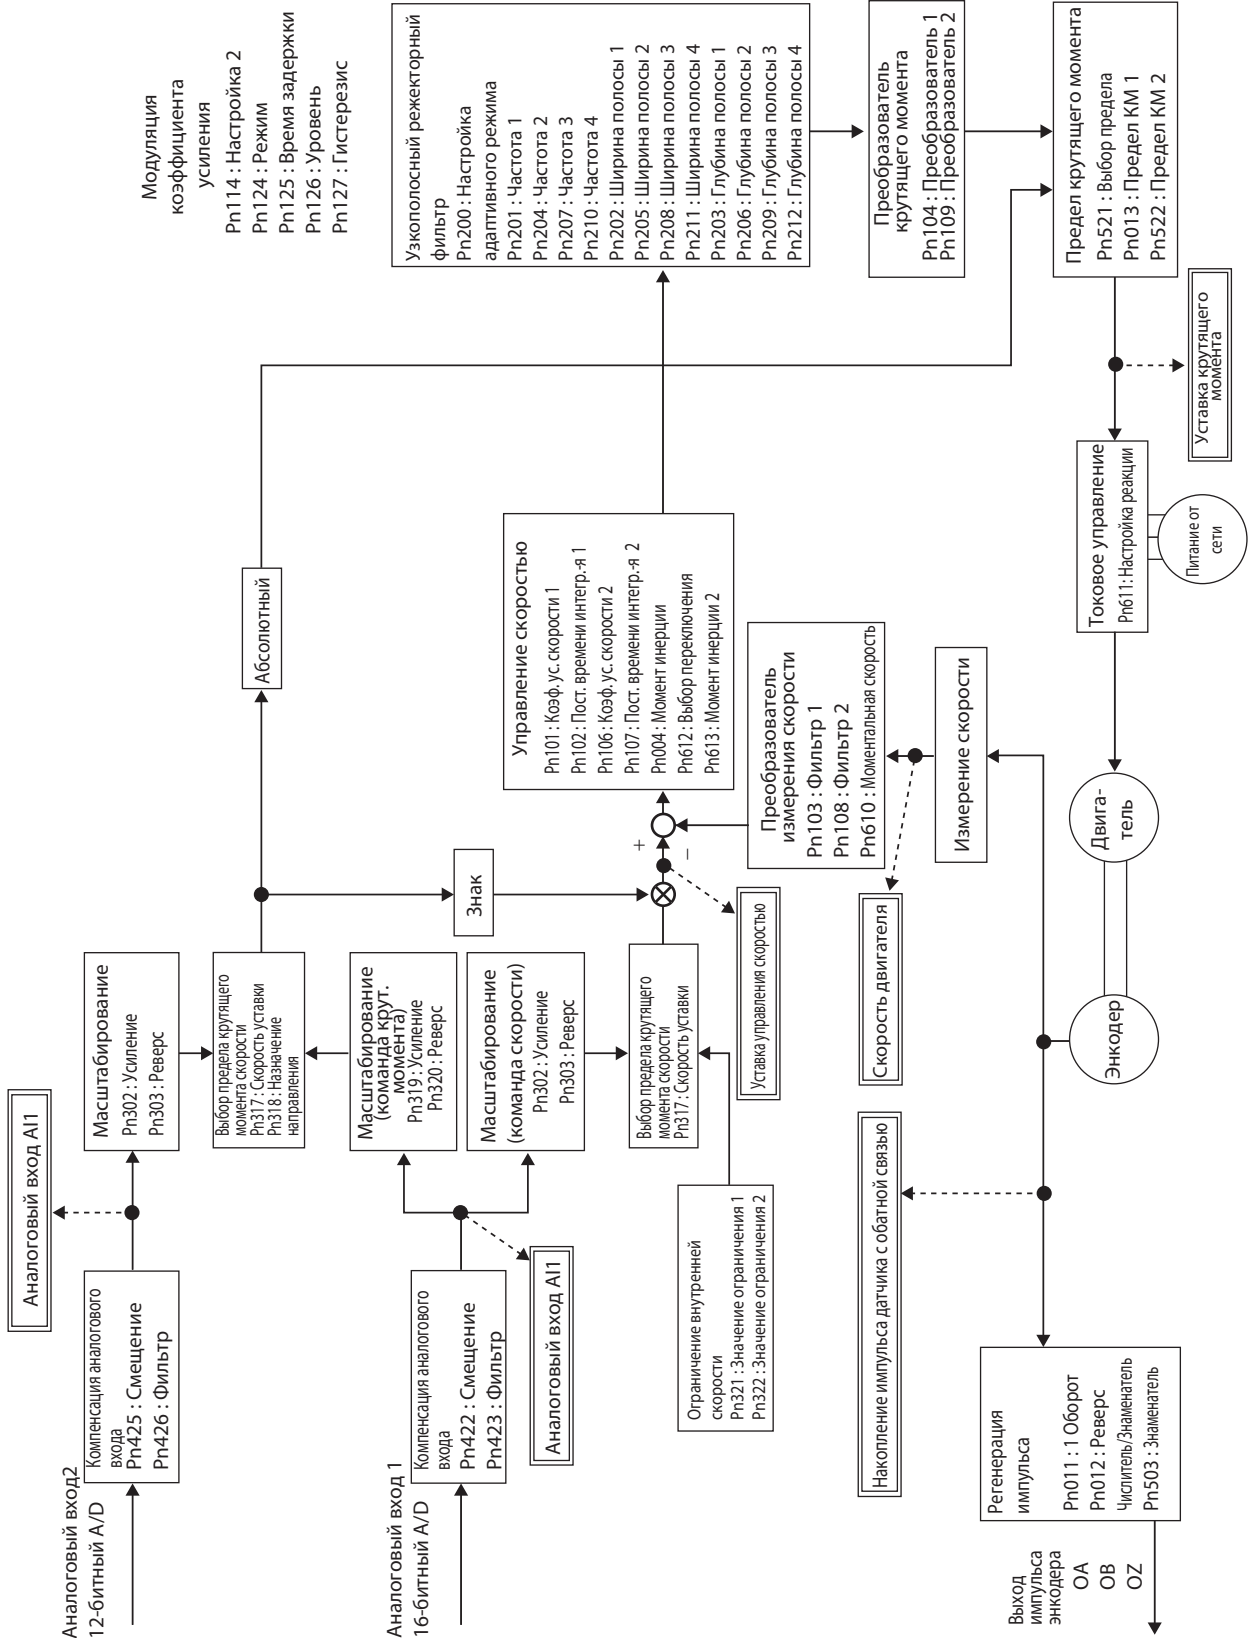 Аналоговый вход2
12-битный A/D
Компенсация аналогового
входа
Pn425 : Смещение
Pn426 : Фильтр
Аналоговый вход AI1
Масштабирование
Pn302 : Усиление
Pn303 : Реверс
Выбор предела крутящего
момента скорости
Pn317 : Скорость уставки
Pn318 : Назначение
направления
Абсолютный
Модуляция
коэффициента
усиления
Pn114 : Настройка 2
Pn124 : Режим
Pn125 : Время задержки
Pn126 : Уровень
Pn127 : Гистерезис
Аналоговый вход 1
16-битный A/D
Компенсация аналогового
входа
Pn422 : Смещение
Pn423 : Фильтр
Аналоговый вход AI1
Масштабирование
(команда крут.
момента)
Pn319 : Усиление
Pn320 : Реверс
Масштабирование
(команда скорости)
Pn302 : Усиление
Pn303 : Реверс
Знак
Ограничение внутренней
скорости
Pn321 : Значение ограничения 1
Pn322 : Значение ограничения 2
Выбор предела крутящего
момента скорости
Pn317 : Скорость уставки
Уставка управления скоростью
+
–
Управление скоростью
Pn101 : Коэф. ус. скорости 1
Pn102 : Пост. времени интегр.-я 1
Pn106 : Коэф. ус. скорости 2
Pn107 : Пост. времени интегр.-я 2
Pn004 : Момент инерции
Pn612 : Выбор переключения
Pn613 : Момент инерции 2
Узкополосный режекторный
фильтр
Pn200 : Настройка
адаптивного режима
Pn201 : Частота 1
Pn204 : Частота 2
Pn207 : Частота 3
Pn210 : Частота 4
Pn202 : Ширина полосы 1
Pn205 : Ширина полосы 2
Pn208 : Ширина полосы 3
Pn211 : Ширина полосы 4
Pn203 : Глубина полосы 1
Pn206 : Глубина полосы 2
Pn209 : Глубина полосы 3
Pn212 : Глубина полосы 4
Преобразователь
измерения скорости
Pn103 : Фильтр 1
Pn108 : Фильтр 2
Pn610 : Моментальная скорость
Преобразователь
крутящего момента
Pn104 : Преобразователь 1
Pn109 : Преобразователь 2
Скорость двигателя
Измерение скорости
Накопление импульса датчика с обатной связью
Предел крутящего момента
Pn521 : Выбор предела
Pn013 : Предел КМ 1
Pn522 : Предел КМ 2
Уставка крутящего
момента
Токовое управление
Pn611 : Настройка реакции
Питание от
сети
Двига-
тель
Энкодер
Регенерация
импульса
Pn011 : 1 Оборот
Pn012 : Реверс
Числитель/Знаменатель
Pn503 : Знаменатель
Выход
импульса
энкодера
OA
OB
OZ